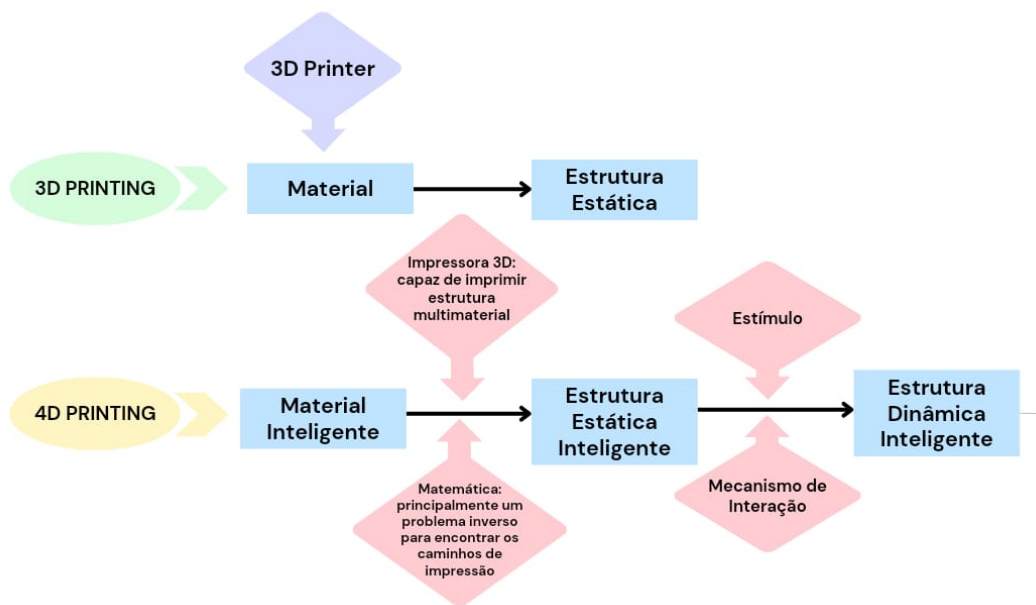 3D Printer
3D PRINTING
Material
Estrutura
Estática
Impressora 3D:
capaz de imprimir
estrutura
multimaterial
Estímulo
4D PRINTING
Material
Inteligente
Estrutura
Estática
Inteligente
Estrutura
Dinâmica
Inteligente
Matemática:
principalmente um
problema inverso
para encontrar os
caminhos de
impressão
Mecanismo de
Interação